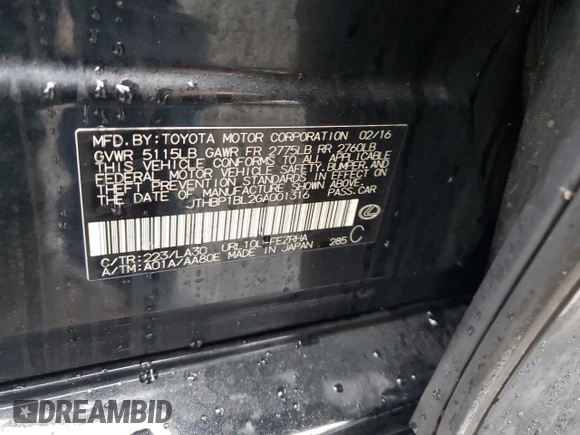 MFD. BY: TOYOTA MOTOR CORPORATION 02/16
GVWR 5115LB GAWR FR 2775LB RR 2760LB
THIS VEHICLE CONFORMS TO ALL APPLICABLE
FEDERAL MOTOR VEHICLE SAFETY, BUMPER, AND
THEFT PREVENTION STANDARDS IN EFFECT ON
THE DATE OF MANUFACTURE SHOWN ABOVE.
JTHBP1BL2GA001316 PASS.CAR
C/TR: 223/LA30 URL10L-FEZRHA 285 C
A/TM: A01A/AA80E MADE IN JAPAN
DREAMBID